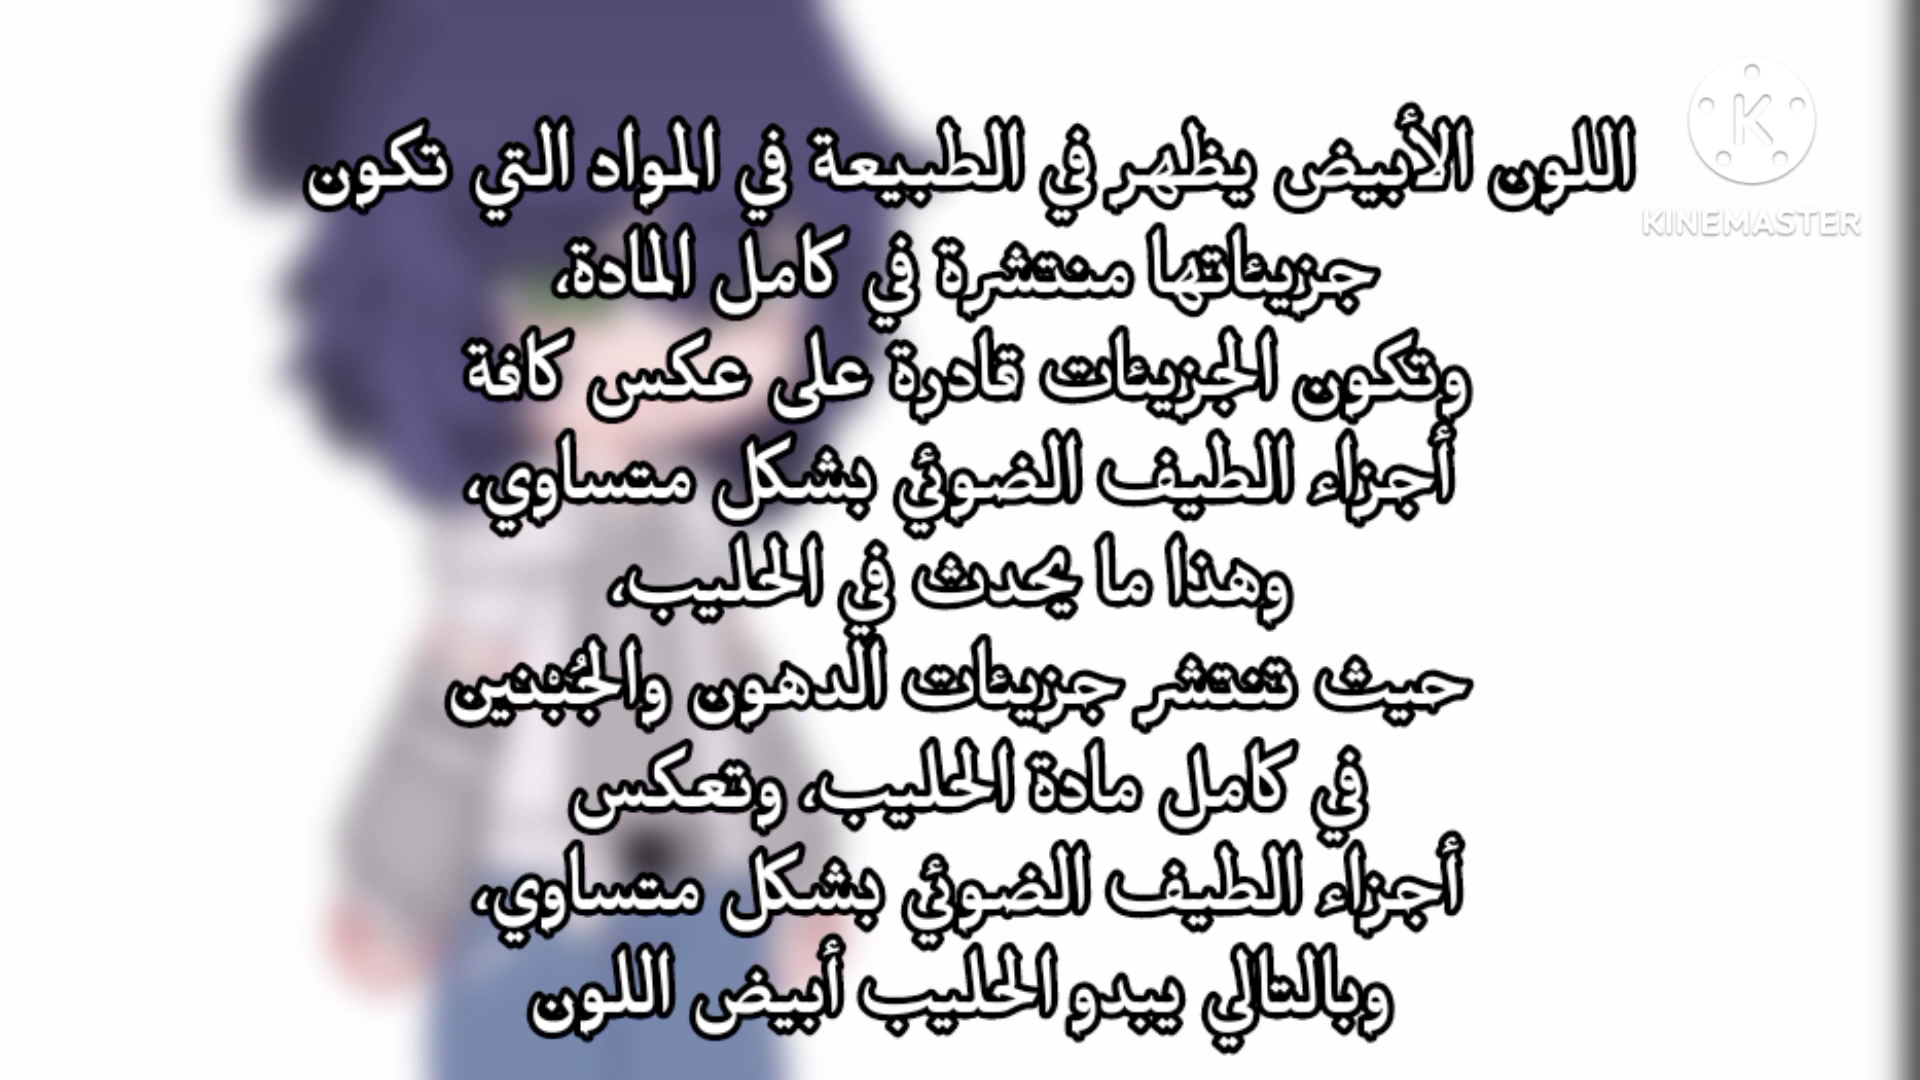 اللون الأبيض يظهر في الطبيعة في المواد التي تكون
جزيئاتها منتشرة في كامل المادة،
وتكون الجزيئات قادرة على عكس كافة
أجزاء الطيف الضوئي بشكل متساوي،
وهذا ما يحدث في الحليب،
حيث تنتشر جزيئات الدهون والجُبْنين
في كامل مادة الحليب، وتعكس
أجزاء الطيف الضوئي بشكل متساوي،
وبالتالي يبدو الحليب أبيض اللون
K
KINEMASTER